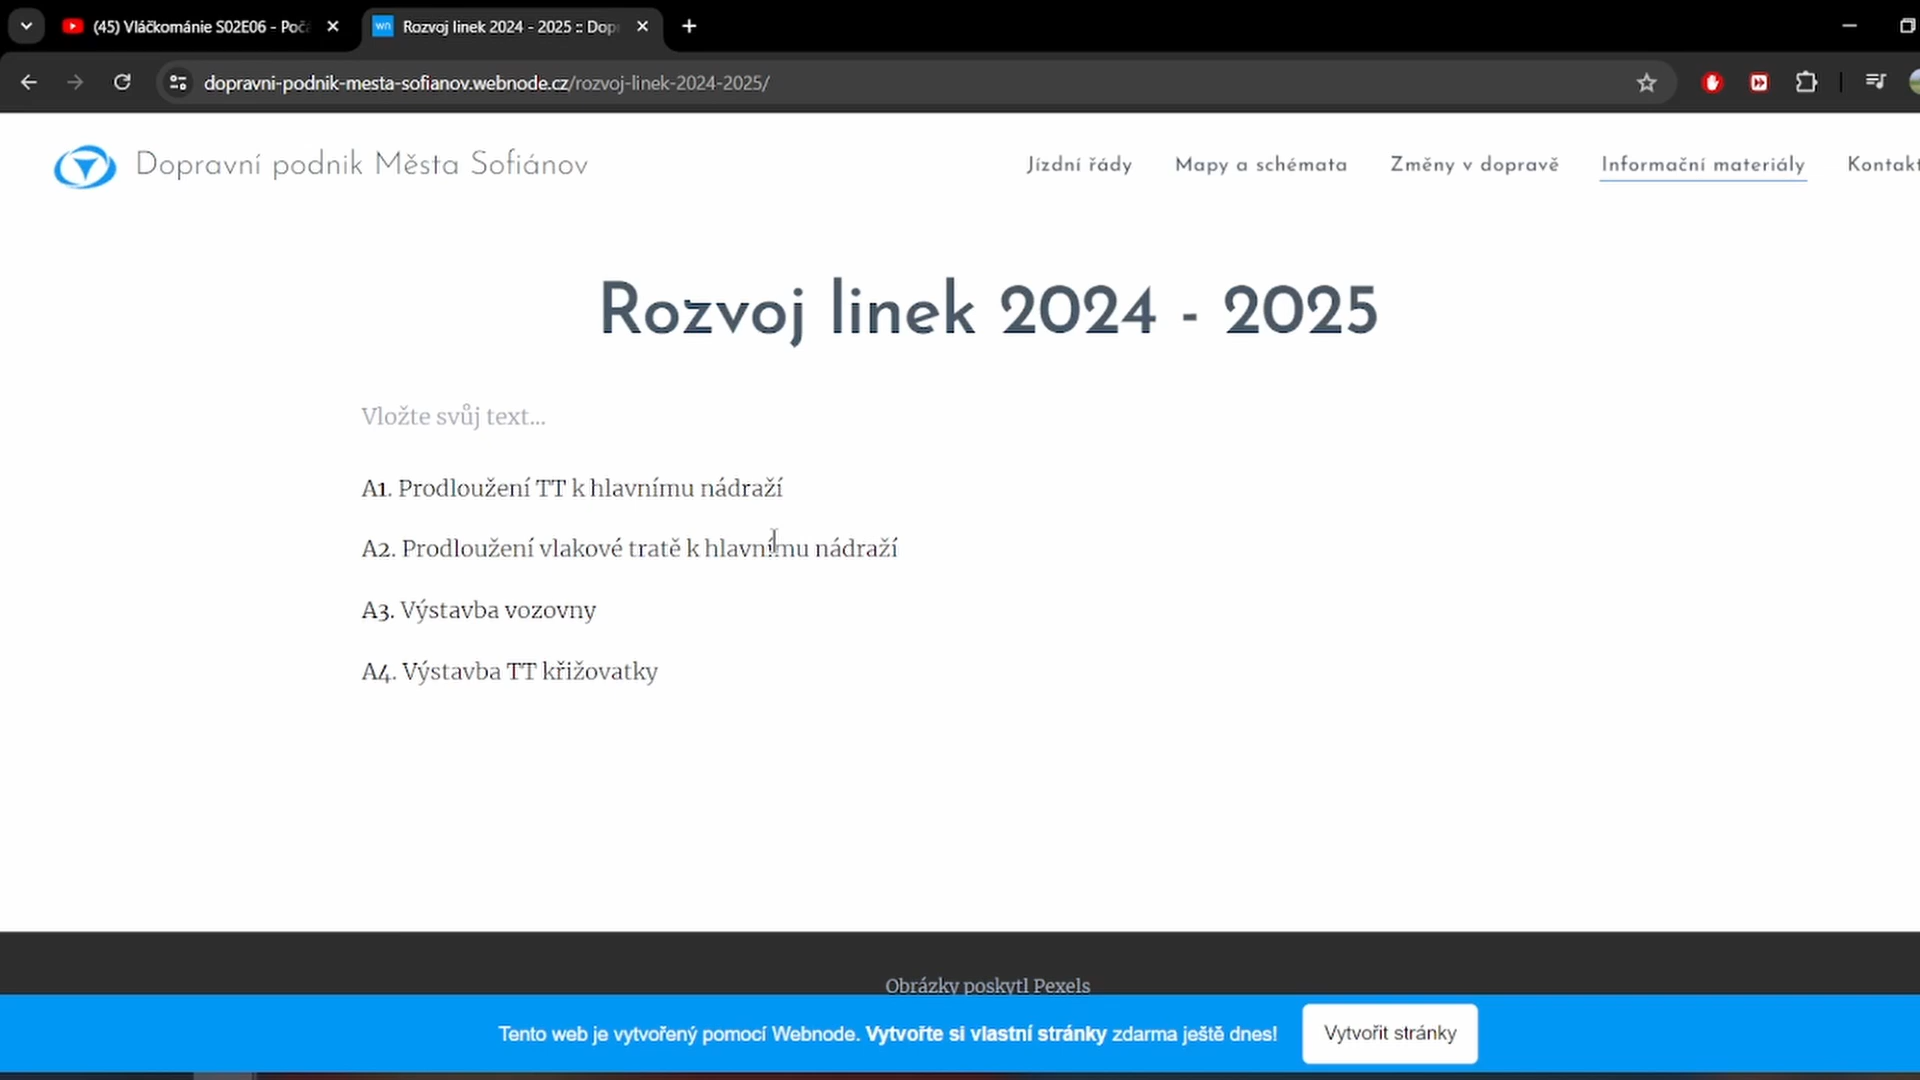 (45) Vláčkománie S02E06 - Poč
Rozvoj linek 2024 - 2025 :: Dop
dopravni-podnik-mesta-sofianov.webnode.cz/rozvoj-linek-2024-2025/
Dopravní podnik Města Sofiánov
Jízdní řády
Mapy a schémata
Změny v dopravě
Informační materiály
Kontakt
Rozvoj linek 2024 - 2025
Vložte svůj text...
A1. Prodloužení TT k hlavnímu nádraží
A2. Prodloužení vlakové tratě k hlavnímu nádraží
A3. Výstavba vozovny
A4. Výstavba TT křižovatky
Obrázky poskytl Pexels
Tento web je vytvořený pomocí Webnode. Vytvořte si vlastní stránky zdarma ještě dnes!
Vytvořit stránky